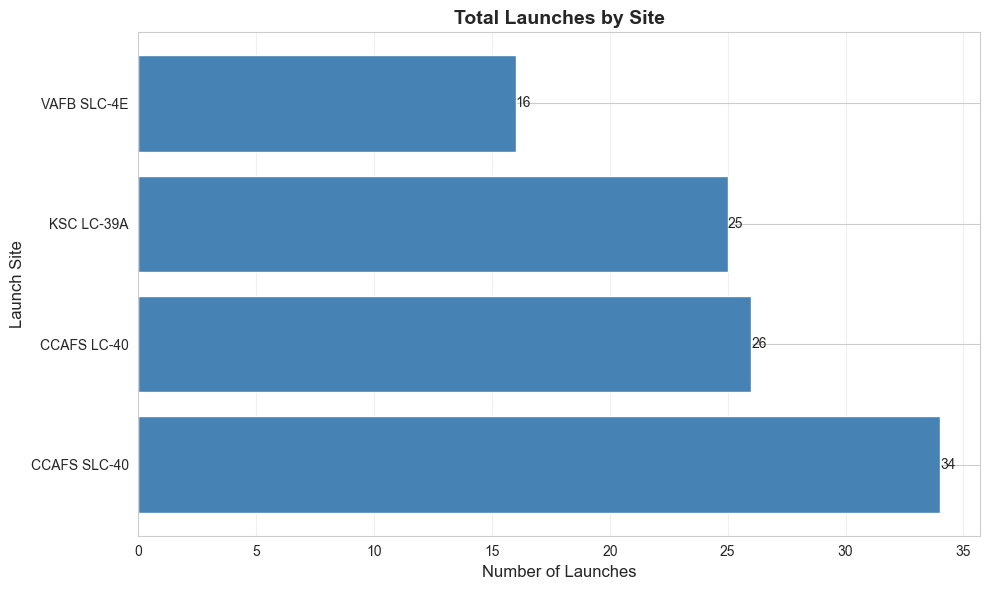 Total Launches by Site
Launch Site
VAFB SLC-4E
16
KSC LC-39A
25
CCAFS LC-40
26
CCAFS SLC-40
34
0 5 10 15 20 25 30 35
Number of Launches